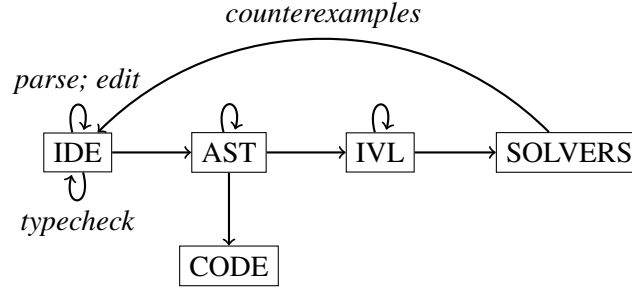 counterexamples
parse; edit
IDE AST IVL SOLVERS
typecheck
CODE